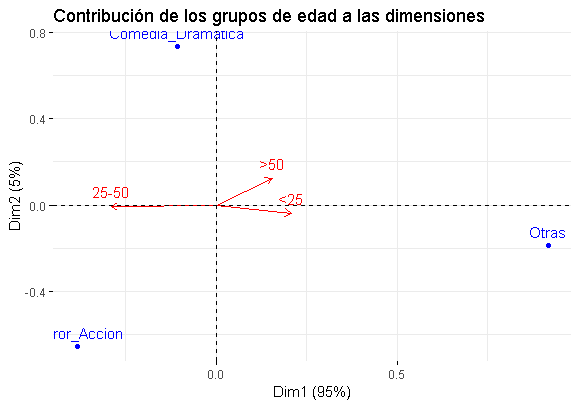 Contribución de los grupos de edad a las dimensiones
0.8
Comedia_Dramatica
0.4
>50
25-50
<25
0.0
Otras
-0.4
ror_Accion
0.0
0.5
Dim1 (95%)
Dim2 (5%)